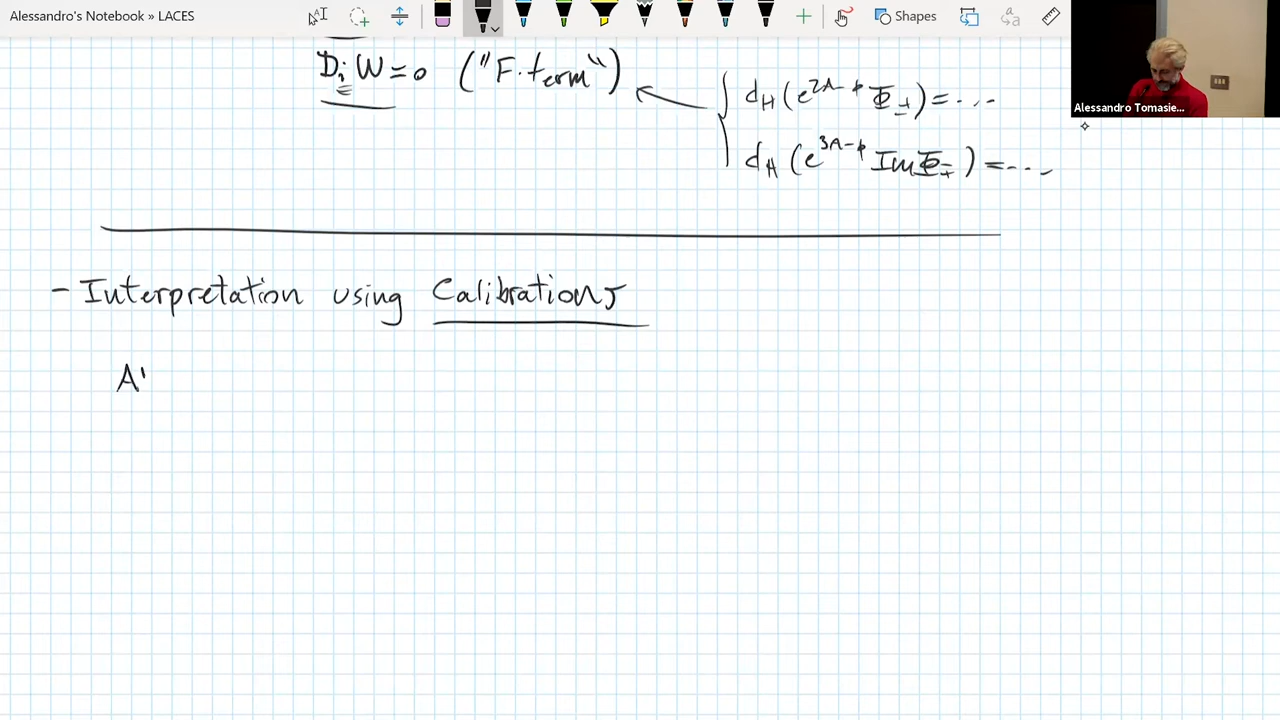 Alessandro's Notebook » LACES
Shapes
Alessandro Tomasie...
D_i W = 0 ("F-term")
d_H (e^{2A-ϕ} Φ_±) = ...
d_H (e^{3A-ϕ} Im Φ_∓) = ...
- Interpretation using Calibrations